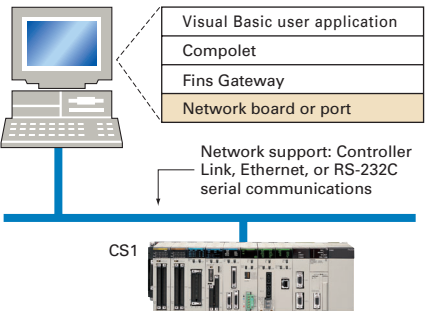 Visual Basic user application
Compolet
Fins Gateway
Network board or port
Network support: Controller
Link, Ethernet, or RS-232C
serial communications
CS1